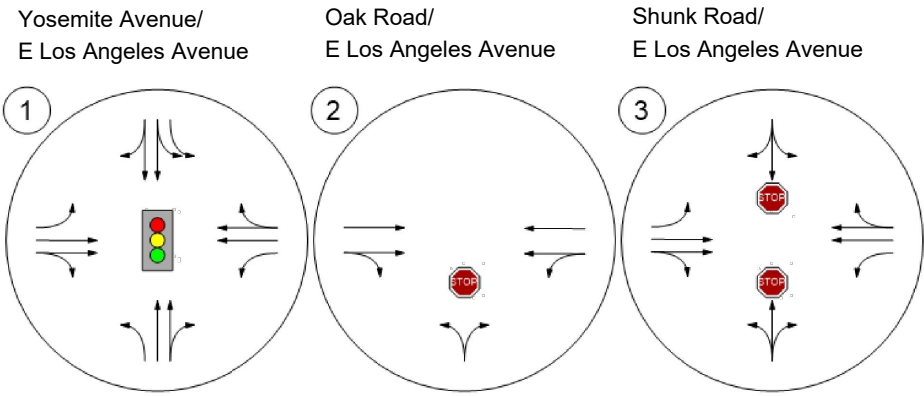 Yosemite Avenue/
E Los Angeles Avenue
Oak Road/
E Los Angeles Avenue
Shunk Road/
E Los Angeles Avenue
1
2
3
STOP
STOP
STOP